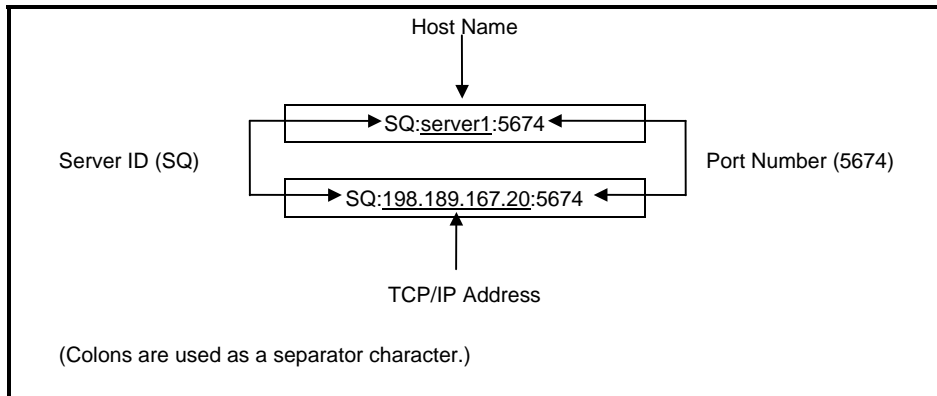 Host Name
SQ:server1:5674
Server ID (SQ)
Port Number (5674)
SQ:198.189.167.20:5674
TCP/IP Address
(Colons are used as a separator character.)